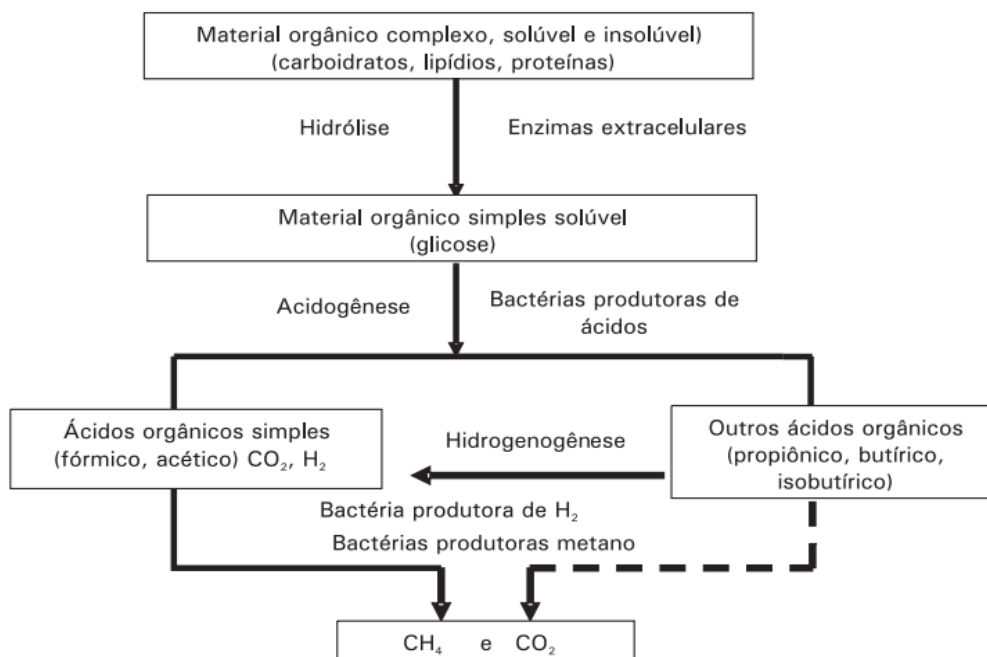 Material orgânico complexo, solúvel e insolúvel)
(carboidratos, lipídios, proteínas)
Hidrólise
Enzimas extracelulares
Material orgânico simples solúvel
(glicose)
Acidogênese
Bactérias produtoras de
ácidos
Ácidos orgânicos simples
(fórmico, acético) CO₂, H₂
Hidrogenogênese
Outros ácidos orgânicos
(propiônico, butírico,
isobutírico)
Bactéria produtora de H₂
Bactérias produtoras metano
CH₄ e CO₂